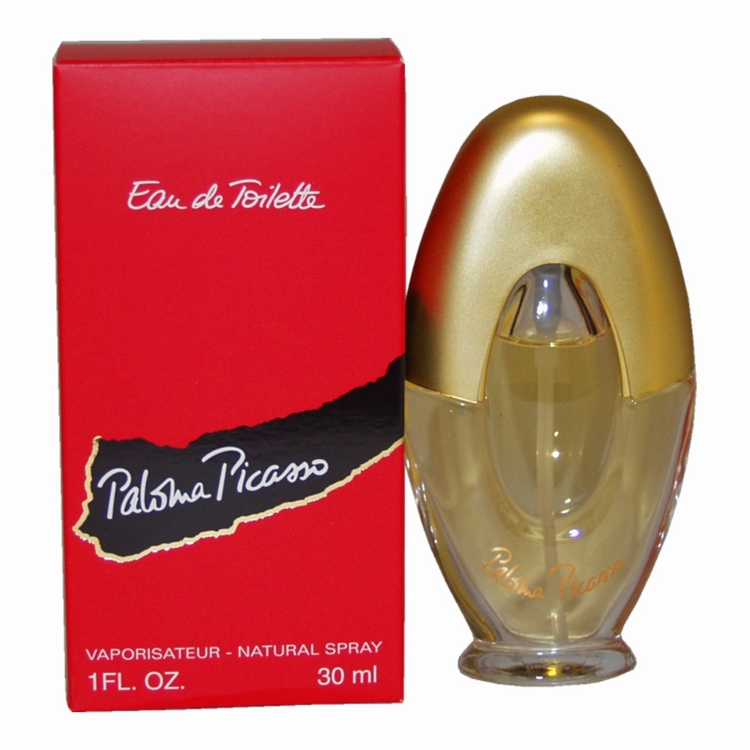 Eau de Toilette
Paloma Picasso
VAPORISATEUR - NATURAL SPRAY
1FL. OZ. 30 ml
Paloma Picasso